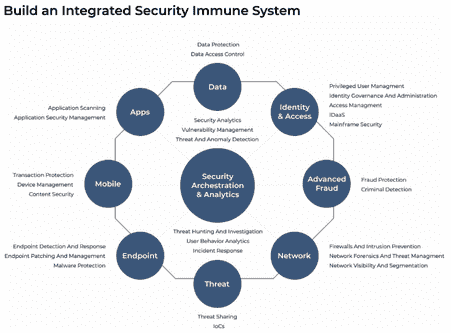 Build an Integrated Security Immune System
Data Protection
Data Access Control
Data
Privileged User Managment
Identity Governance And Administration
Access Managment
IDaaS
Mainframe Security
Identity
& Access
Application Scanning
Application Security Management
Apps
Security Analytics
Vulnerability Management
Threat And Anomaly Detection
Security
Archestration
& Analytics
Transaction Protection
Device Management
Content Security
Mobile
Advanced
Fraud
Fraud Protection
Criminal Detection
Threat Hunting And Investigation
User Behavior Analytics
Incident Response
Endpoint Detection And Response
Endpoint Patching And Management
Malware Protection
Endpoint
Network
Firewalls And Intrusion Prevention
Network Forensics And Threat Managment
Network Visibility And Segmentation
Threat
Threat Sharing
IoCs